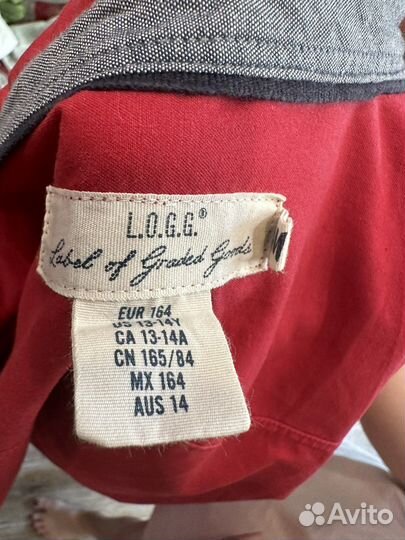 L.O.G.G.®
Label of Graded Goods
EUR 164
US 13-14Y
CA 13-14A
CN 165/84
MX 164
AUS 14
Avito